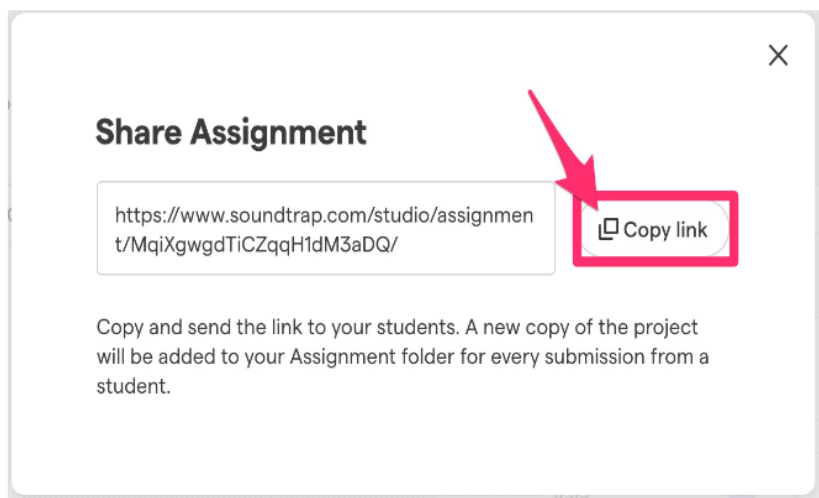 Share Assignment
https://www.soundtrap.com/studio/assignmen
t/MqiXgwgdTiCZqqH1dM3aDQ/
Copy link
Copy and send the link to your students. A new copy of the project
will be added to your Assignment folder for every submission from a
student.